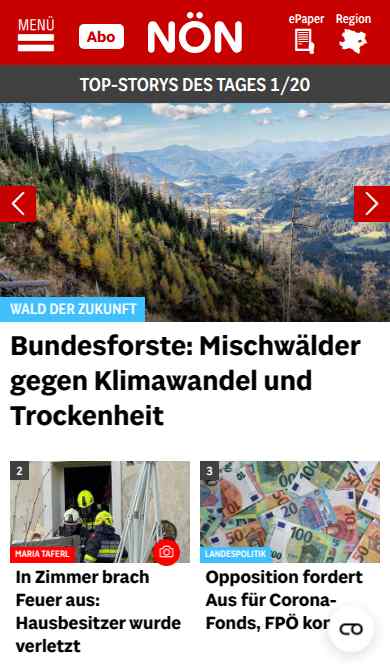 MENÜ
Abo
NÖN
ePaper
Region
TOP-STORYS DES TAGES 1/20
WALD DER ZUKUNFT
Bundesforste: Mischwälder
gegen Klimawandel und
Trockenheit
2
MARIA TAFERL
In Zimmer brach
Feuer aus:
Hausbesitzer wurde
verletzt
3
LANDESPOLITIK
Opposition fordert
Aus für Corona-
Fonds, FPÖ